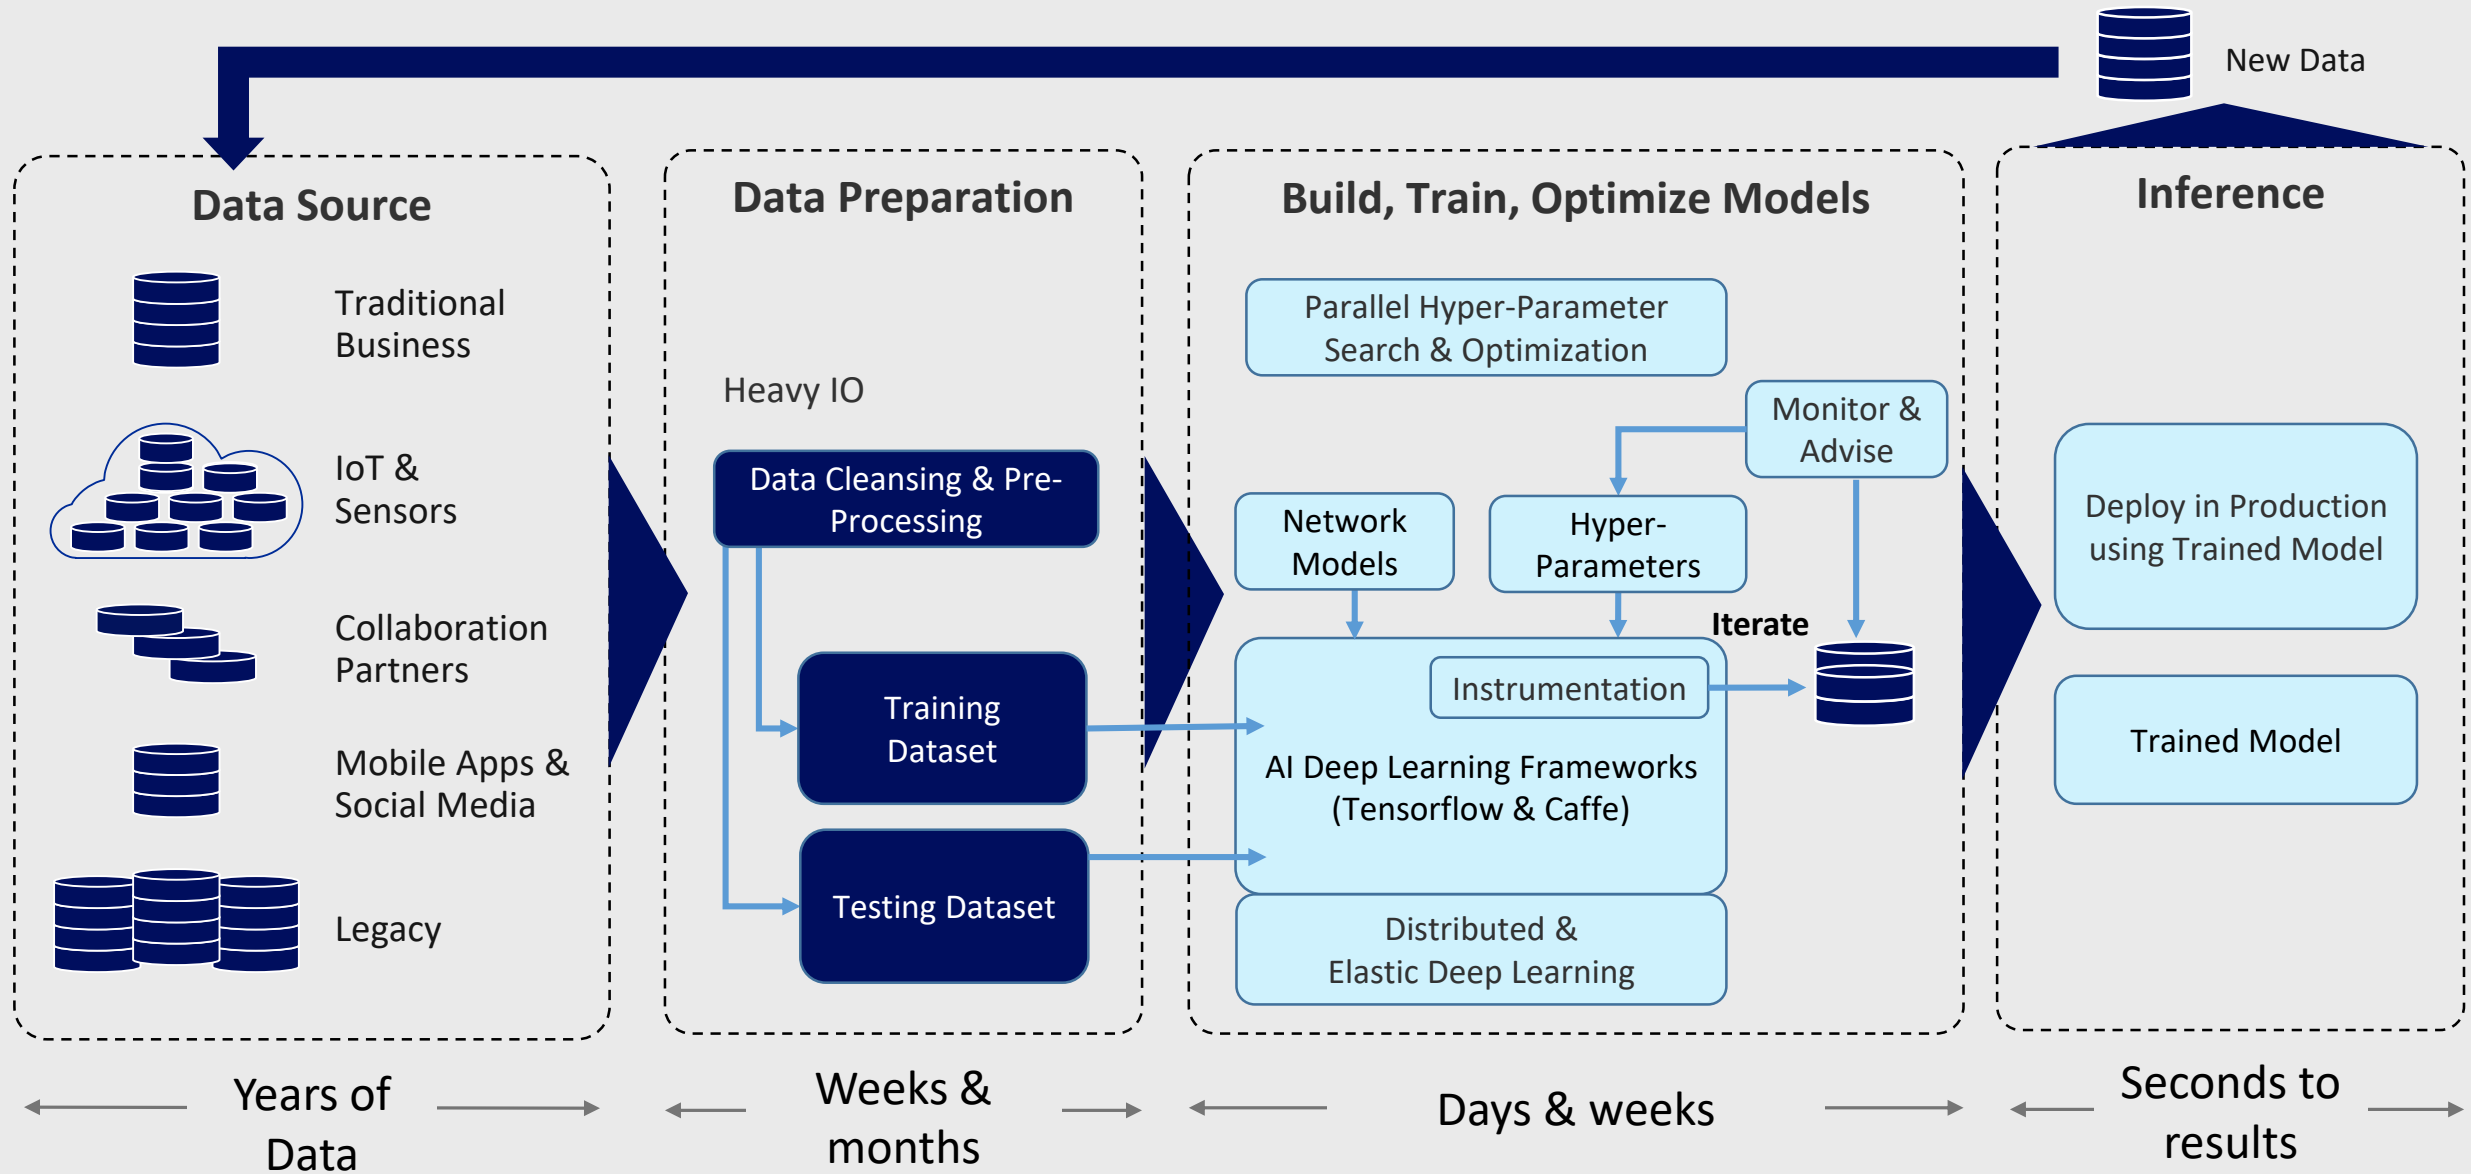 New Data
Data Source
Traditional
Business
IoT &
Sensors
Collaboration
Partners
Mobile Apps &
Social Media
Legacy
Years of
Data
Data Preparation
Heavy IO
Data Cleansing & Pre-
Processing
Training
Dataset
Testing Dataset
Weeks &
months
Build, Train, Optimize Models
Parallel Hyper-Parameter
Search & Optimization
Monitor &
Advise
Network
Models
Hyper-
Parameters
Iterate
Instrumentation
AI Deep Learning Frameworks
(Tensorflow & Caffe)
Distributed &
Elastic Deep Learning
Days & weeks
Inference
Deploy in Production
using Trained Model
Trained Model
Seconds to
results